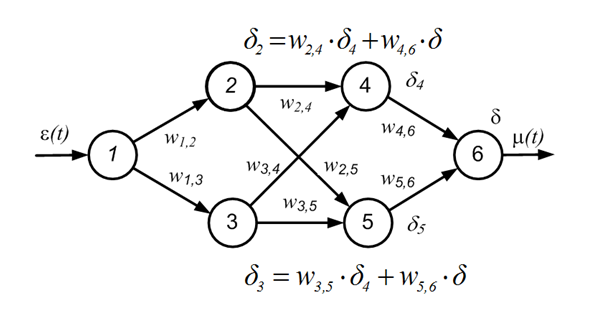 δ₂ =w₂,₄·δ₄+w₄,₆·δ
2
4
δ₄
w₂,₄
ε(t)
w₁,₂
w₄,₆
δ
1
w₃,₄
w₂,₅
6
μ(t)
w₁,₃
w₃,₅
w₅,₆
3
5
δ₅
δ₃ = w₃,₅·δ₄+w₅,₆·δ